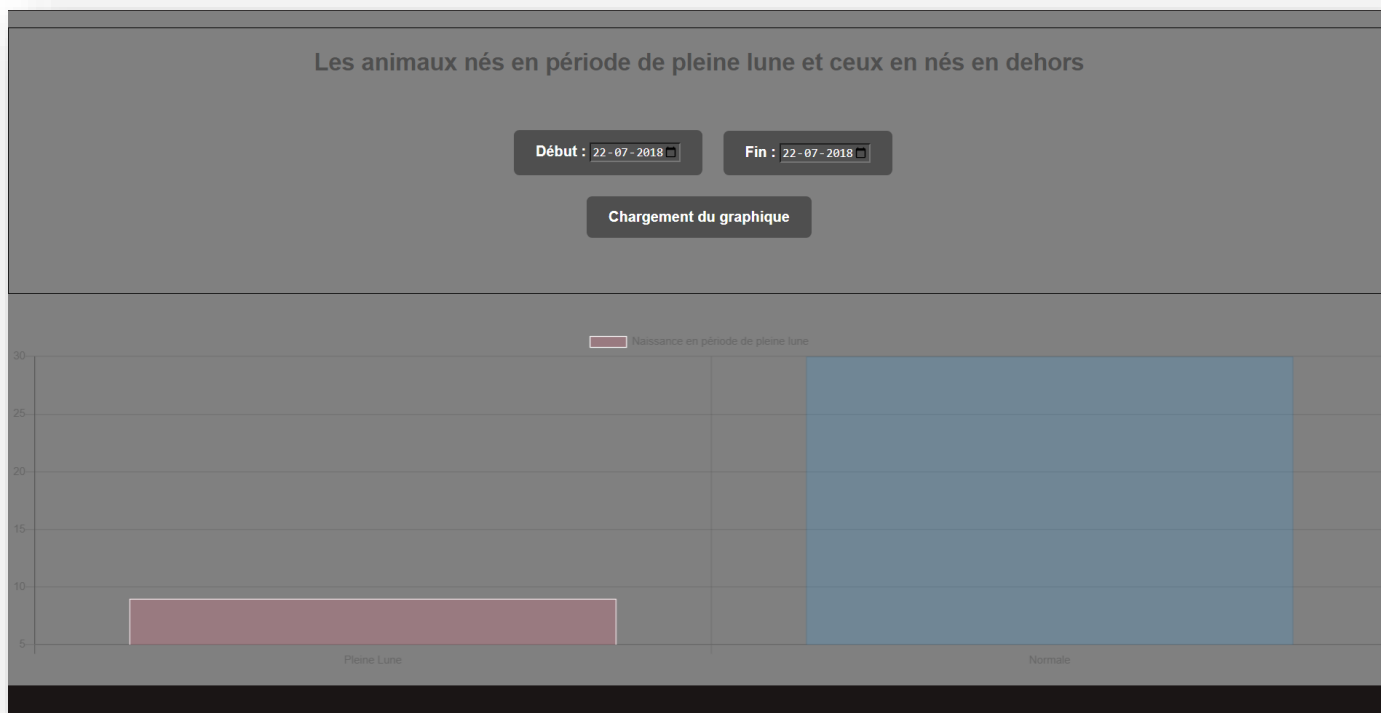 Les animaux nés en période de pleine lune et ceux en nés en dehors
Début : 22-07-2018 Fin : 22-07-2018
Chargement du graphique
Naissance en période de pleine lune
30
25
20
15
10
5
Pleine Lune Normale